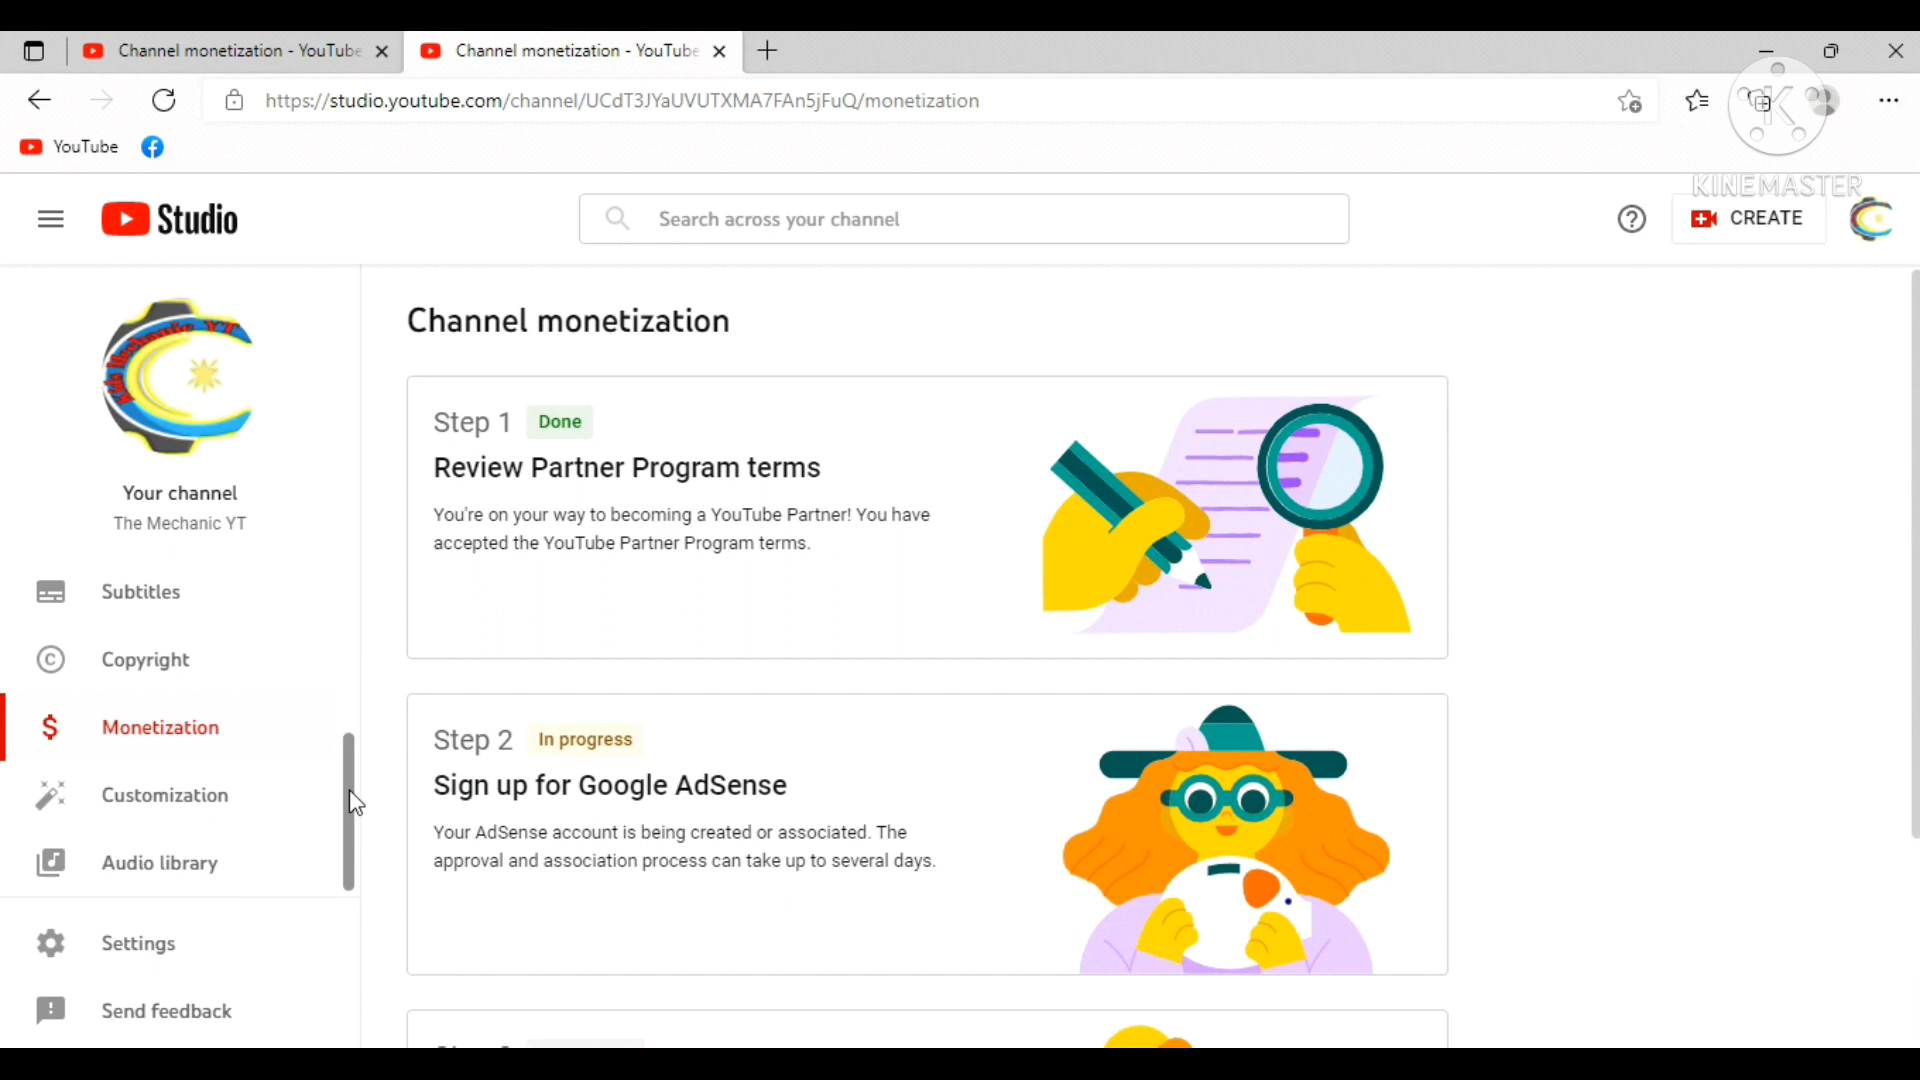 Channel monetization - YouTube
Channel monetization - YouTube
https://studio.youtube.com/channel/UCdT3JYaUVUTXMA7FAn5jFuQ/monetization
YouTube
KINEMASTER
Studio
Search across your channel
CREATE
Kids Mechanic YT
Your channel
The Mechanic YT
Subtitles
Copyright
Monetization
Customization
Audio library
Settings
Send feedback
Channel monetization
Step 1 Done
Review Partner Program terms
You're on your way to becoming a YouTube Partner! You have
accepted the YouTube Partner Program terms.
Step 2 In progress
Sign up for Google AdSense
Your AdSense account is being created or associated. The
approval and association process can take up to several days.